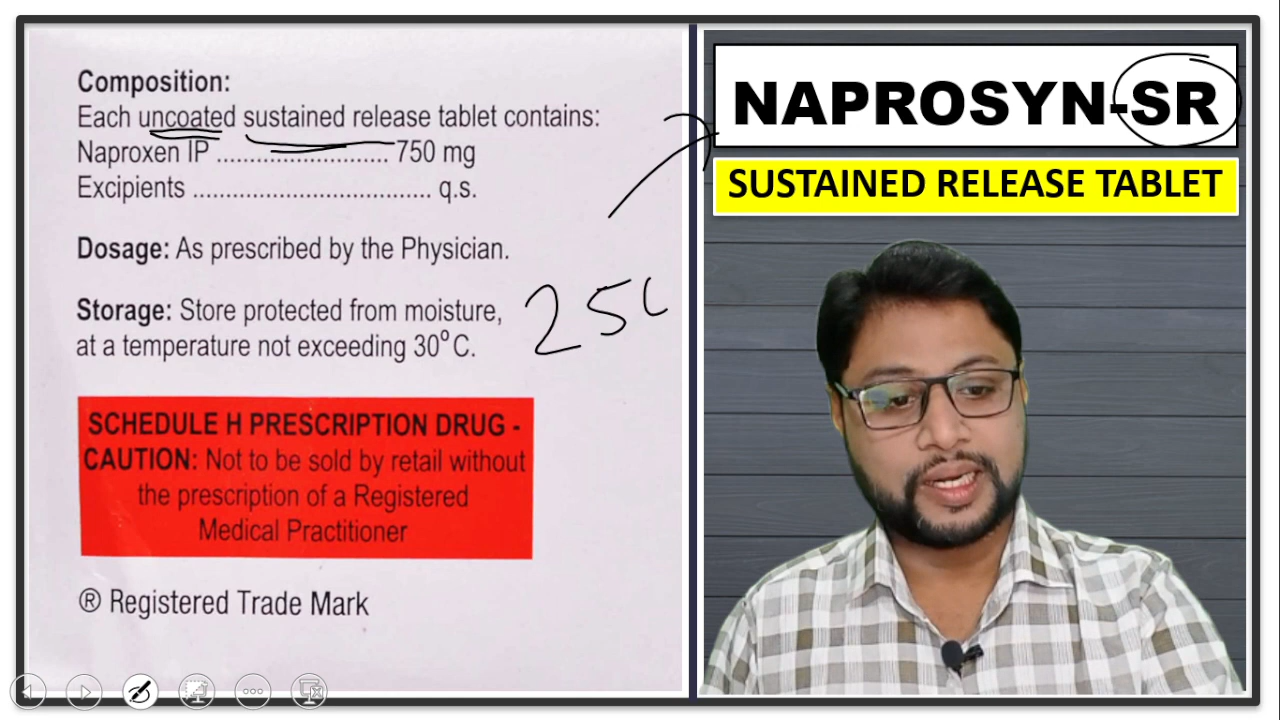 Composition:
Each uncoated sustained release tablet contains:
Naproxen IP .......................... 750 mg
Excipients .................................... q.s.
Dosage: As prescribed by the Physician.
Storage: Store protected from moisture,
at a temperature not exceeding 30°C.
SCHEDULE H PRESCRIPTION DRUG -
CAUTION: Not to be sold by retail without
the prescription of a Registered
Medical Practitioner
® Registered Trade Mark
NAPROSYN-SR
SUSTAINED RELEASE TABLET